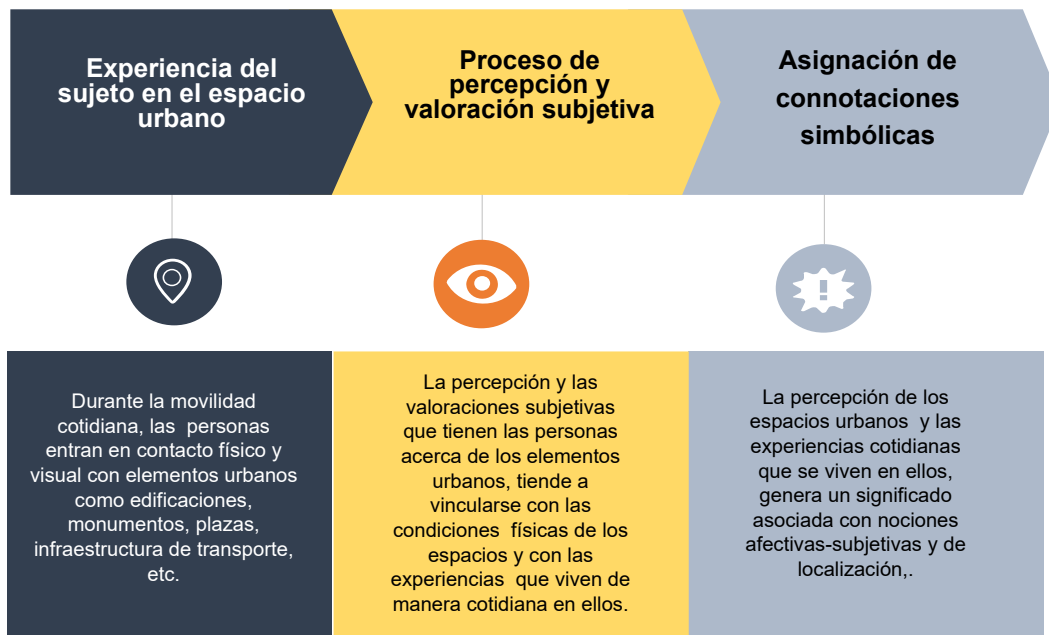 Experiencia del
sujeto en el espacio
urbano
Proceso de
percepción y
valoración subjetiva
Asignación de
connotaciones
simbólicas
Durante la movilidad
cotidiana, las personas
entran en contacto físico y
visual con elementos urbanos
como edificaciones,
monumentos, plazas,
infraestructura de transporte,
etc.
La percepción y las
valoraciones subjetivas
que tienen las personas
acerca de los elementos
urbanos, tiende a
vincularse con las
condiciones físicas de los
espacios y con las
experiencias que viven de
manera cotidiana en ellos.
La percepción de los
espacios urbanos y las
experiencias cotidianas
que se viven en ellos,
genera un significado
asociada con nociones
afectivas-subjetivas y de
localización,.